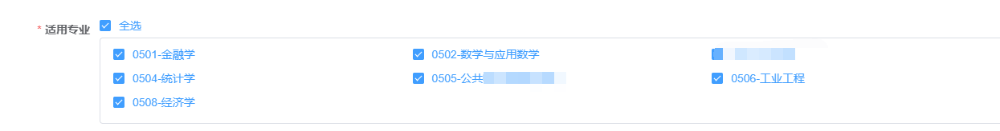 * 适用专业 全选
0501-金融学 0502-数学与应用数学
0504-统计学 0505-公共 0506-工业工程
0508-经济学